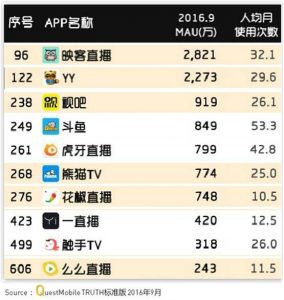 序号 APP名称 2016.9 MAU(万) 人均月使用次数
96 映客直播 2,821 32.1
122 YY 2,273 29.6
238 视吧 919 26.1
249 斗鱼 849 53.3
261 虎牙直播 799 42.8
268 熊猫TV 774 25.0
276 花椒直播 748 10.5
423 一直播 420 12.5
499 触手TV 318 26.0
606 么么直播 243 11.5
Source : QuestMobile TRUTH标准版 2016年9月